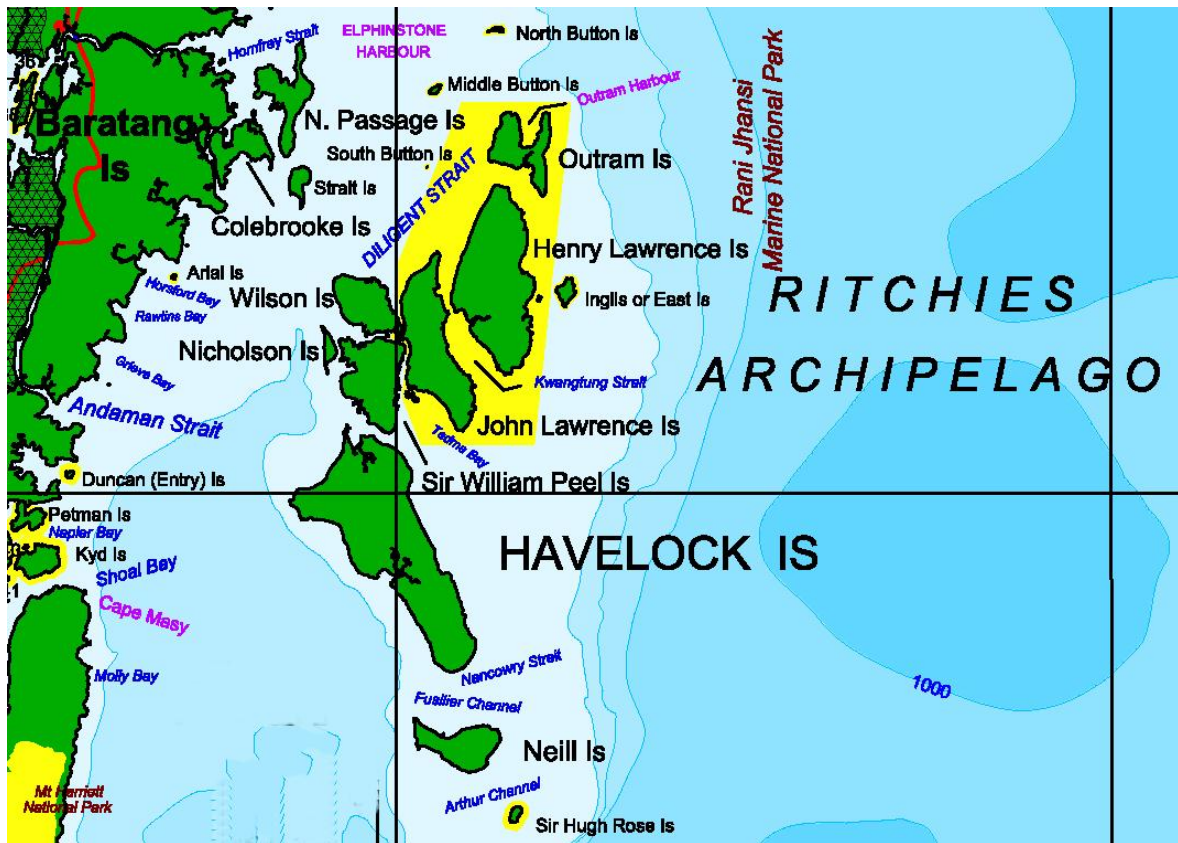 North Button Is
ELPHINSTONE
HARBOUR
Homfrey Strait
36
Middle Button Is
Outram Harbour
Baratang
Is
N. Passage Is
South Button Is
Outram Is
Strait Is
Colebrooke Is
DILIGENT STRAIT
Rani Jhansi
Marine National Park
Henry Lawrence Is
Arial Is
Horsford Bay
Wilson Is
Inglis or East Is
RITCHIES
Rawlins Bay
Nicholson Is
Grieve Bay
Kwangtung Strait
ARCHIPELAGO
Andaman Strait
John Lawrence Is
Tadma Bay
Duncan (Entry) Is
Sir William Peel Is
Petman Is
Napier Bay
Kyd Is
HAVELOCK IS
Shoal Bay
Cape Masy
Molly Bay
Nancowry Strait
1000
Fusilier Channel
Neill Is
Mt Harriett
National Park
Arthur Channel
Sir Hugh Rose Is